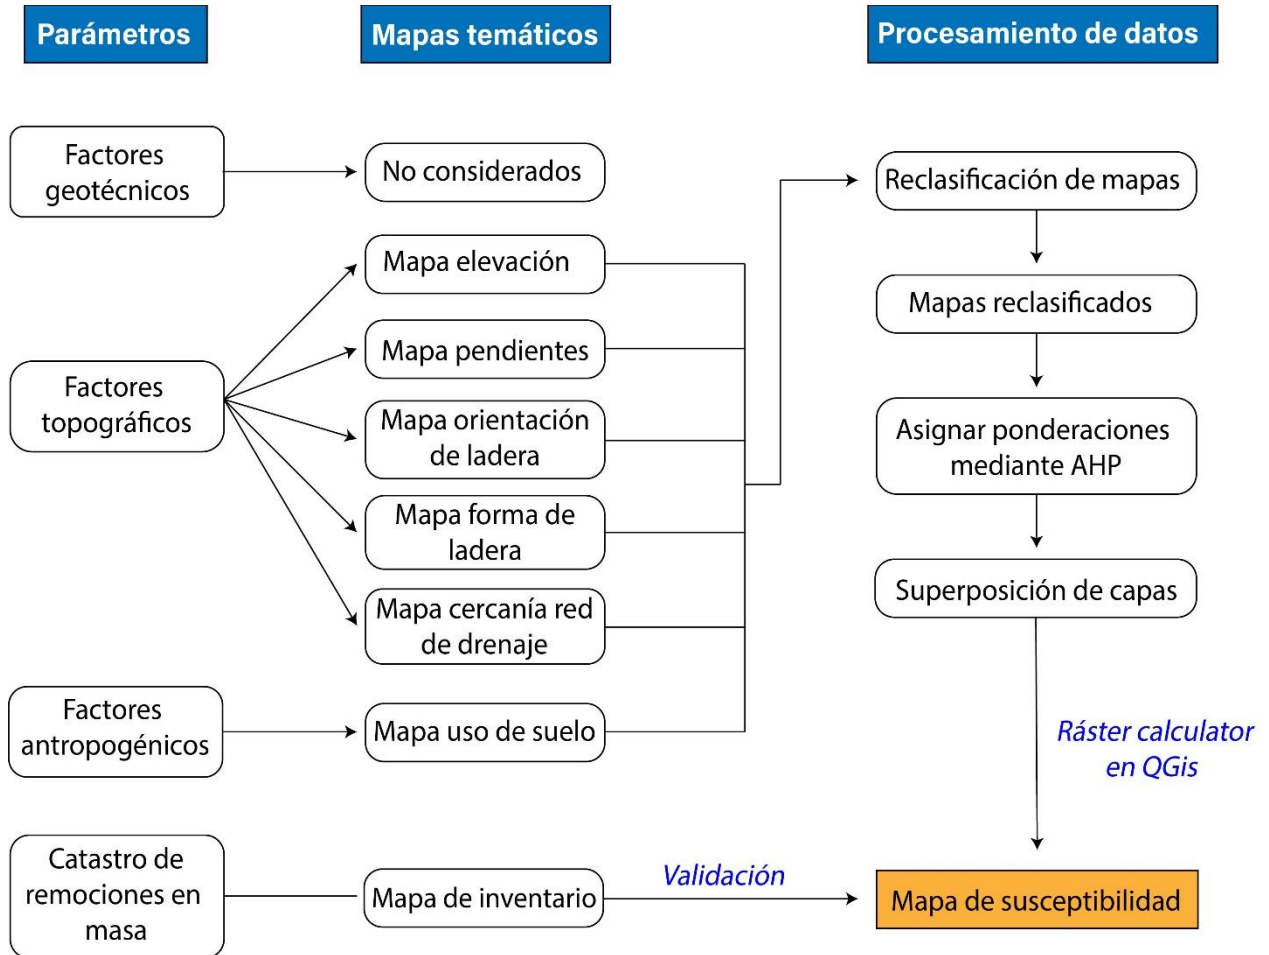 Parámetros
Mapas temáticos
Procesamiento de datos
Factores
geotécnicos
No considerados
Factores
topográficos
Mapa elevación
Mapa pendientes
Mapa orientación
de ladera
Mapa forma de
ladera
Mapa cercanía red
de drenaje
Factores
antropogénicos
Mapa uso de suelo
Catastro de
remociones en
masa
Mapa de inventario
Validación
Reclasificación de mapas
Mapas reclasificados
Asignar ponderaciones
mediante AHP
Superposición de capas
Ráster calculator
en QGis
Mapa de susceptibilidad